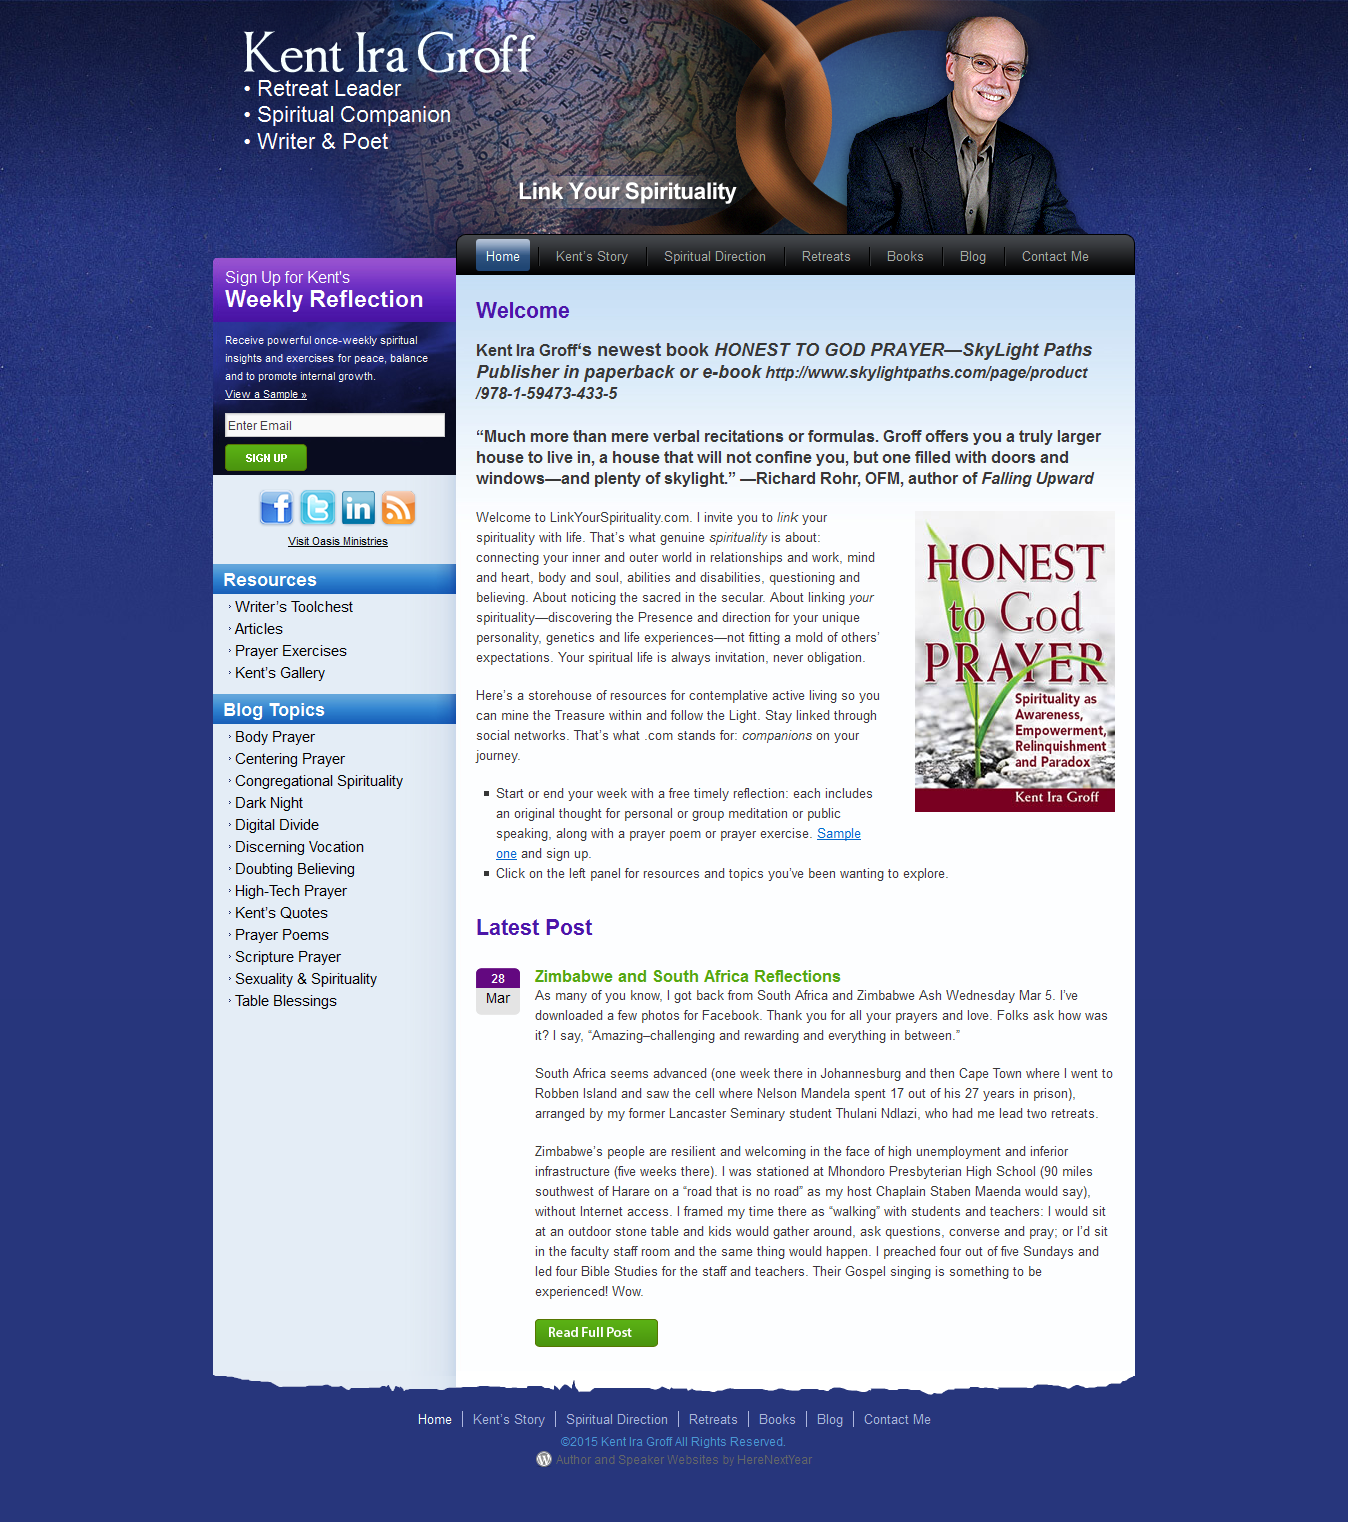 Kent Ira Groff
• Retreat Leader
• Spiritual Companion
• Writer & Poet
Link Your Spirituality
Home
Kent's Story
Spiritual Direction
Retreats
Books
Blog
Contact Me
Sign Up for Kent's
Weekly Reflection
Receive powerful once-weekly spiritual
insights and exercises for peace, balance
and to promote internal growth.
View a Sample »
Enter Email
SIGN UP
Visit Oasis Ministries
Resources
Writer's Toolchest
Articles
Prayer Exercises
Kent's Gallery
Blog Topics
Body Prayer
Centering Prayer
Congregational Spirituality
Dark Night
Digital Divide
Discerning Vocation
Doubting Believing
High-Tech Prayer
Kent's Quotes
Prayer Poems
Scripture Prayer
Sexuality & Spirituality
Table Blessings
Welcome
Kent Ira Groff‘s newest book HONEST TO GOD PRAYER—SkyLight Paths
Publisher in paperback or e-book http://www.skylightpaths.com/page/product
/978-1-59473-433-5
“Much more than mere verbal recitations or formulas. Groff offers you a truly larger
house to live in, a house that will not confine you, but one filled with doors and
windows—and plenty of skylight.” —Richard Rohr, OFM, author of Falling Upward
Welcome to LinkYourSpirituality.com. I invite you to link your
spirituality with life. That's what genuine spirituality is about:
connecting your inner and outer world in relationships and work, mind
and heart, body and soul, abilities and disabilities, questioning and
believing. About noticing the sacred in the secular. About linking your
spirituality—discovering the Presence and direction for your unique
personality, genetics and life experiences—not fitting a mold of others’
expectations. Your spiritual life is always invitation, never obligation.
Here's a storehouse of resources for contemplative active living so you
can mine the Treasure within and follow the Light. Stay linked through
social networks. That's what .com stands for: companions on your
journey.
HONEST
to God
PRAYER
Spirituality as
Awareness,
Empowerment,
Relinquishment
and Paradox
Kent Ira Groff
Start or end your week with a free timely reflection: each includes
an original thought for personal or group meditation or public
speaking, along with a prayer poem or prayer exercise. Sample
one and sign up.
Click on the left panel for resources and topics you've been wanting to explore.
Latest Post
28
Mar
Zimbabwe and South Africa Reflections
As many of you know, I got back from South Africa and Zimbabwe Ash Wednesday Mar 5. I've
downloaded a few photos for Facebook. Thank you for all your prayers and love. Folks ask how was
it? I say, “Amazing–challenging and rewarding and everything in between.”
South Africa seems advanced (one week there in Johannesburg and then Cape Town where I went to
Robben Island and saw the cell where Nelson Mandela spent 17 out of his 27 years in prison),
arranged by my former Lancaster Seminary student Thulani Ndlazi, who had me lead two retreats.
Zimbabwe's people are resilient and welcoming in the face of high unemployment and inferior
infrastructure (five weeks there). I was stationed at Mhondoro Presbyterian High School (90 miles
southwest of Harare on a “road that is no road” as my host Chaplain Staben Maenda would say),
without Internet access. I framed my time there as “walking” with students and teachers: I would sit
at an outdoor stone table and kids would gather around, ask questions, converse and pray; or I'd sit
in the faculty staff room and the same thing would happen. I preached four out of five Sundays and
led four Bible Studies for the staff and teachers. Their Gospel singing is something to be
experienced! Wow.
Read Full Post
Home
Kent's Story
Spiritual Direction
Retreats
Books
Blog
Contact Me
©2015 Kent Ira Groff All Rights Reserved.
Author and Speaker Websites by HereNextYear